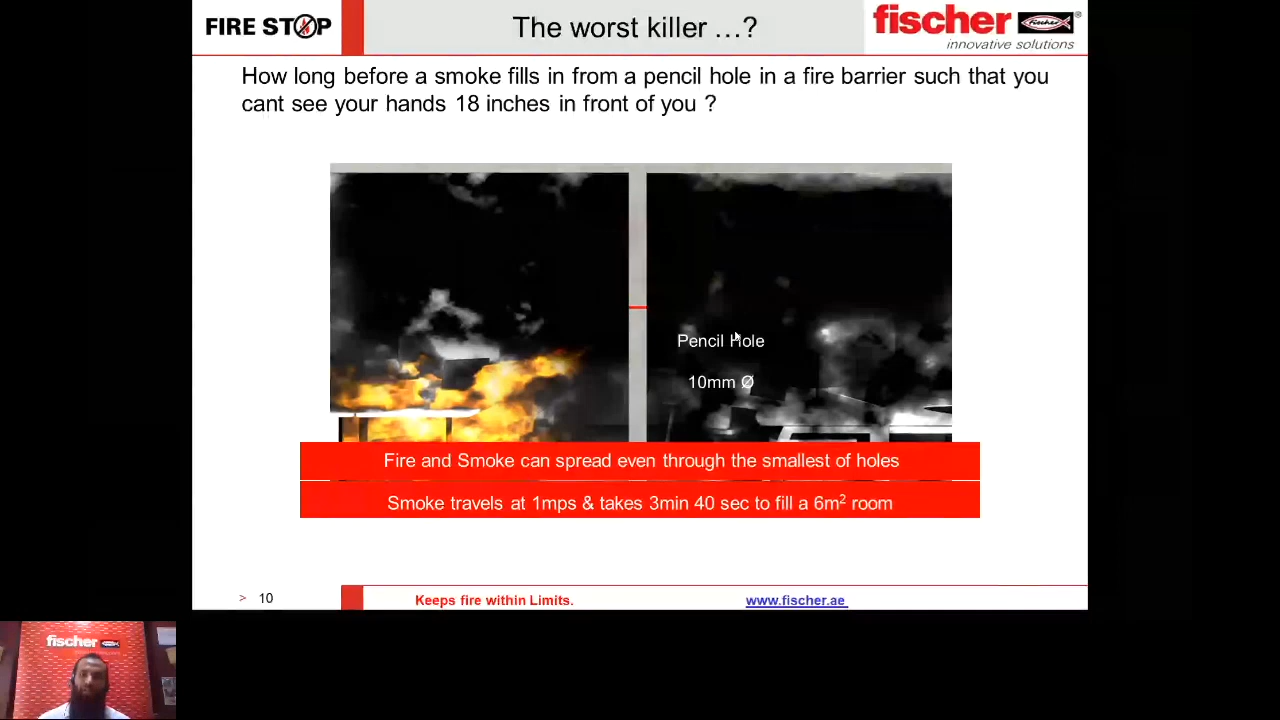 FIRE STOP
The worst killer …?
fischer
fischer
®
innovative solutions
How long before a smoke fills in from a pencil hole in a fire barrier such that you
cant see your hands 18 inches in front of you ?
Pencil Hole
10mm Ø
Fire and Smoke can spread even through the smallest of holes
Smoke travels at 1mps & takes 3min 40 sec to fill a 6m² room
> 10
Keeps fire within Limits.
www.fischer.ae
fischer